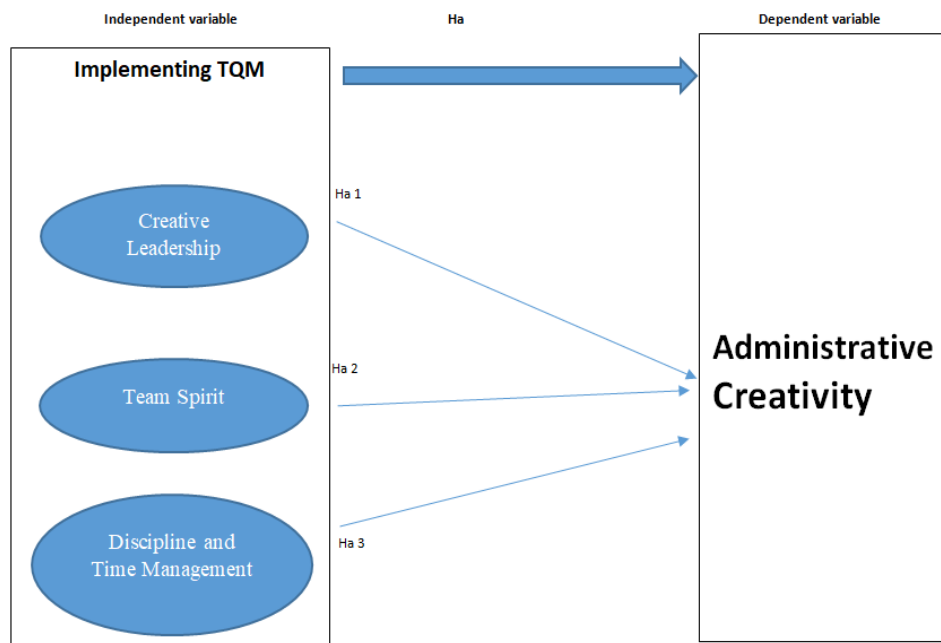 Independent variable
Ha
Dependent variable
Implementing TQM
Ha 1
Creative
Leadership
Ha 2
Team Spirit
Administrative
Creativity
Discipline and
Time Management
Ha 3